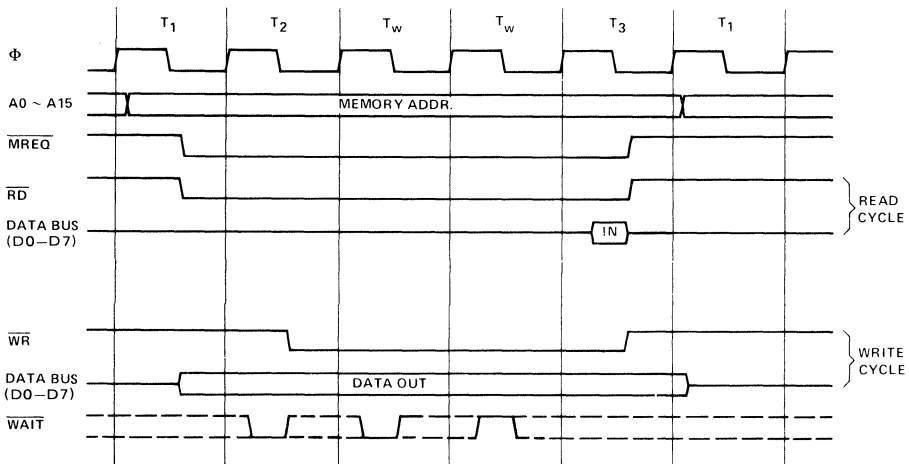 T1 T2 Tw Tw T3 T1
Φ
A0 ~ A15 MEMORY ADDR.
MREQ
RD
READ
CYCLE
DATA BUS
(D0—D7)
IN
WR
WRITE
CYCLE
DATA BUS
(D0—D7)
DATA OUT
WAIT